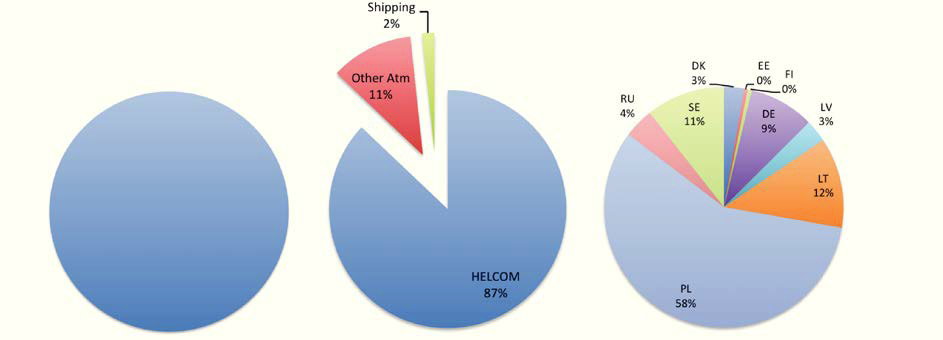 Shipping
2%
Other Atm
11%
HELCOM
87%
DK
3%
EE
0%
FI
0%
DE
9%
LV
3%
LT
12%
PL
58%
RU
4%
SE
11%